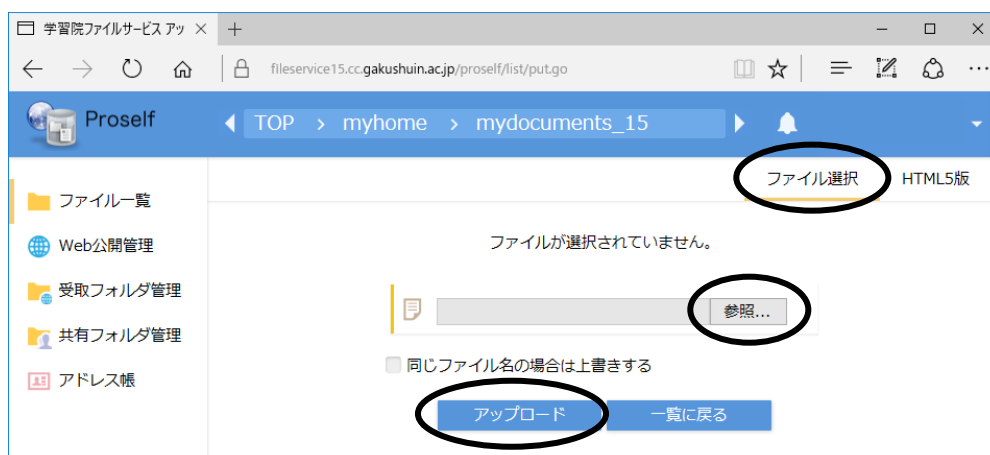 学習院ファイルサービス アッ
fileservice15.cc.gakushuin.ac.jp/proself/list/put.go
Proself
TOP > myhome > mydocuments_15
ファイル選択 HTML5版
ファイル一覧
Web公開管理
受取フォルダ管理
共有フォルダ管理
アドレス帳
ファイルが選択されていません。
参照...
同じファイル名の場合は上書きする
アップロード 一覧に戻る